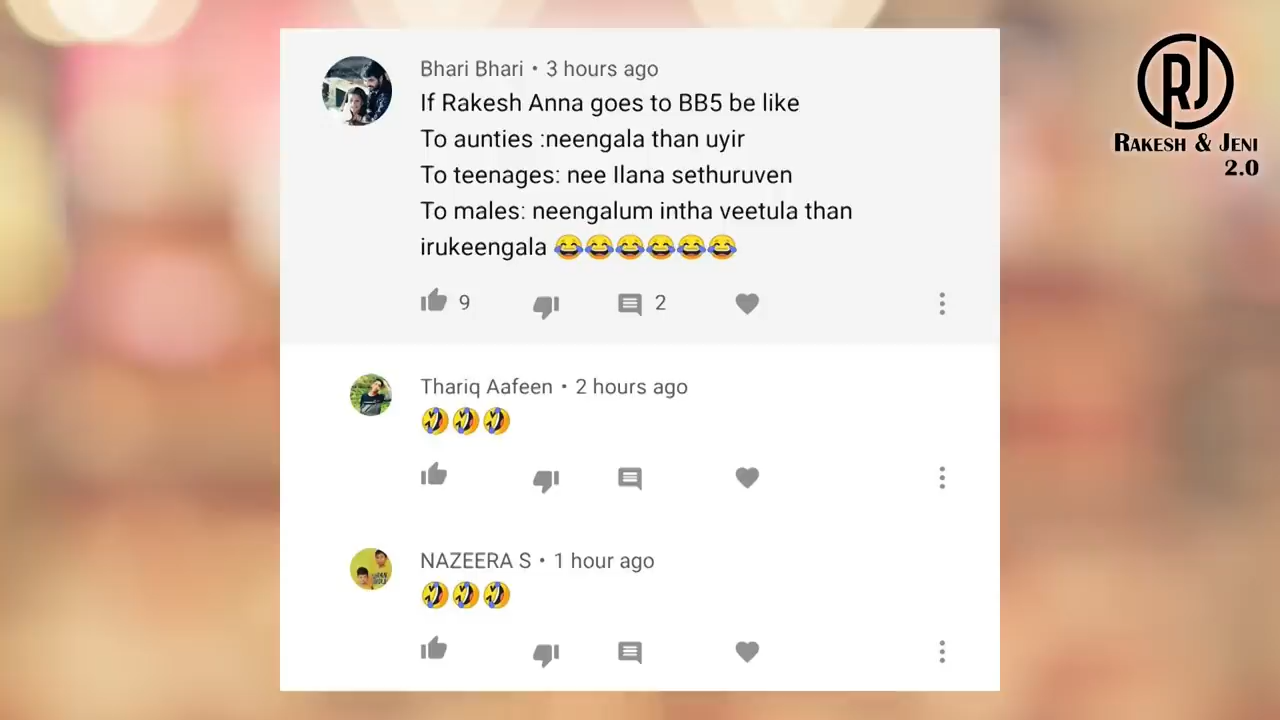 Bhari Bhari • 3 hours ago
If Rakesh Anna goes to BB5 be like
To aunties :neengala than uyir
To teenages: nee Ilana sethuruven
To males: neengalum intha veetula than
irukeengala 😂😂😂😂😂😂
9 2
Thariq Aafeen • 2 hours ago
🤣🤣🤣
NAZEERA S • 1 hour ago
🤣🤣🤣
RJ
RAKESH & JENI
2.0